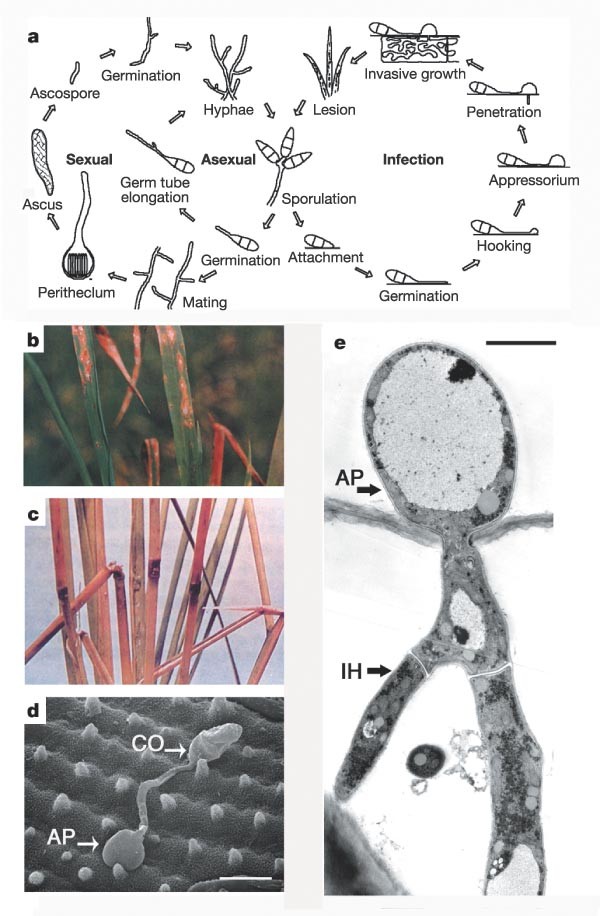 a
Germination
Ascospore
Hyphae
Lesion
Invasive growth
Penetration
Sexual
Asexual
Infection
Germ tube
elongation
Appressorium
Ascus
Sporulation
Hooking
Germination
Attachment
Peritheclum
Mating
Germination
b
e
AP
c
IH
d
CO
AP